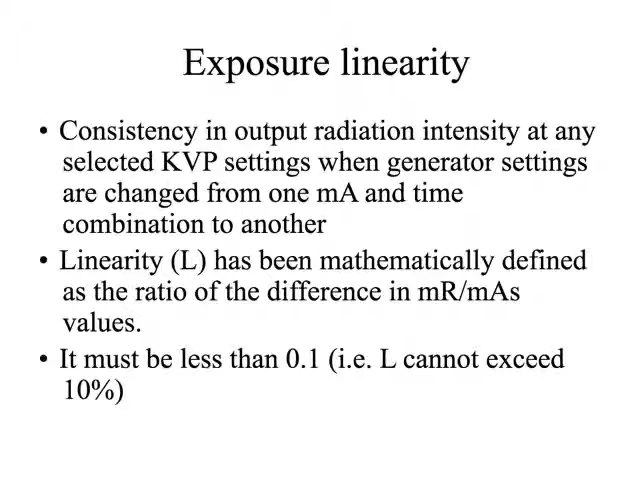 Exposure linearity
• Consistency in output radiation intensity at any
selected KVP settings when generator settings
are changed from one mA and time
combination to another
• Linearity (L) has been mathematically defined
as the ratio of the difference in mR/mAs
values.
• It must be less than 0.1 (i.e. L cannot exceed
10%)